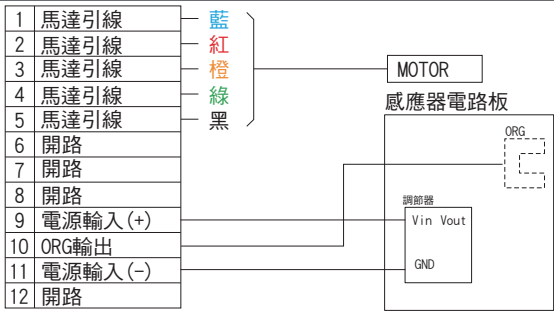 1 馬達引線 藍
2 馬達引線 紅
3 馬達引線 橙
4 馬達引線 綠
5 馬達引線 黑
6 開路
7 開路
8 開路
9 電源輸入(+)
10 ORG輸出
11 電源輸入(-)
12 開路
MOTOR
感應器電路板
ORG
調節器
Vin Vout
GND